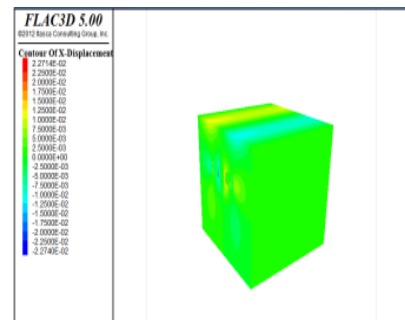 FLAC3D 5.00
©2012 Itasca Consulting Group, Inc.
Contour Of X-Displacement
2.2714E-02
2.2500E-02
2.0000E-02
1.7500E-02
1.5000E-02
1.2500E-02
1.0000E-02
7.5000E-03
5.0000E-03
2.5000E-03
0.0000E+00
-2.5000E-03
-5.0000E-03
-7.5000E-03
-1.0000E-02
-1.2500E-02
-1.5000E-02
-1.7500E-02
-2.0000E-02
-2.2500E-02
-2.2740E-02